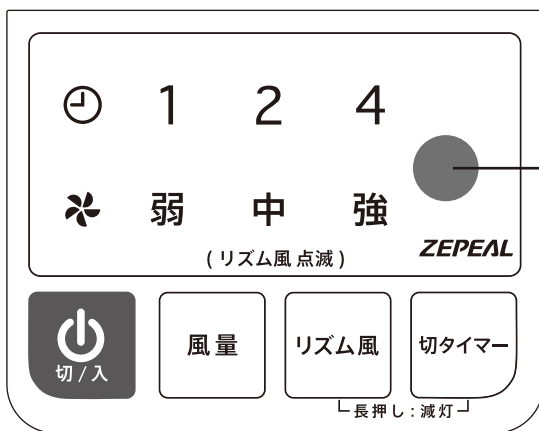 1 2 4
弱 中 強
(リズム風 点滅)
ZEPEAL
切/入
風量
リズム風
切タイマー
長押し:減灯